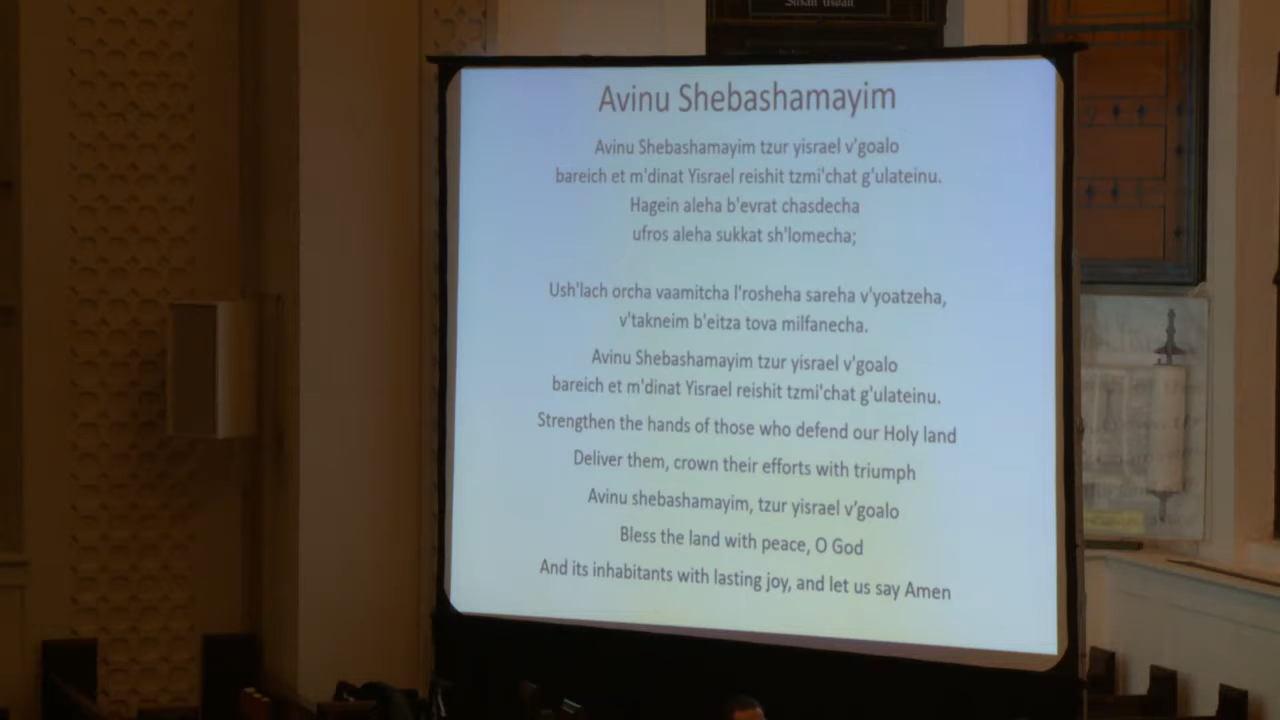 Avinu Shebashamayim
Avinu Shebashamayim tzur yisrael v'goalo
bareich et m'dinat Yisrael reishit tzmi'chat g'ulateinu.
Hagein aleha b'evrat chasdecha
ufros aleha sukkat sh'lomecha;
Ush'lach orcha vaamitcha l'rosheha sareha v'yoatzeha,
v'takneim b'eitza tova milfanecha.
Avinu Shebashamayim tzur yisrael v'goalo
bareich et m'dinat Yisrael reishit tzmi'chat g'ulateinu.
Strengthen the hands of those who defend our Holy land
Deliver them, crown their efforts with triumph
Avinu shebashamayim, tzur yisrael v’goalo
Bless the land with peace, O God
And its inhabitants with lasting joy, and let us say Amen